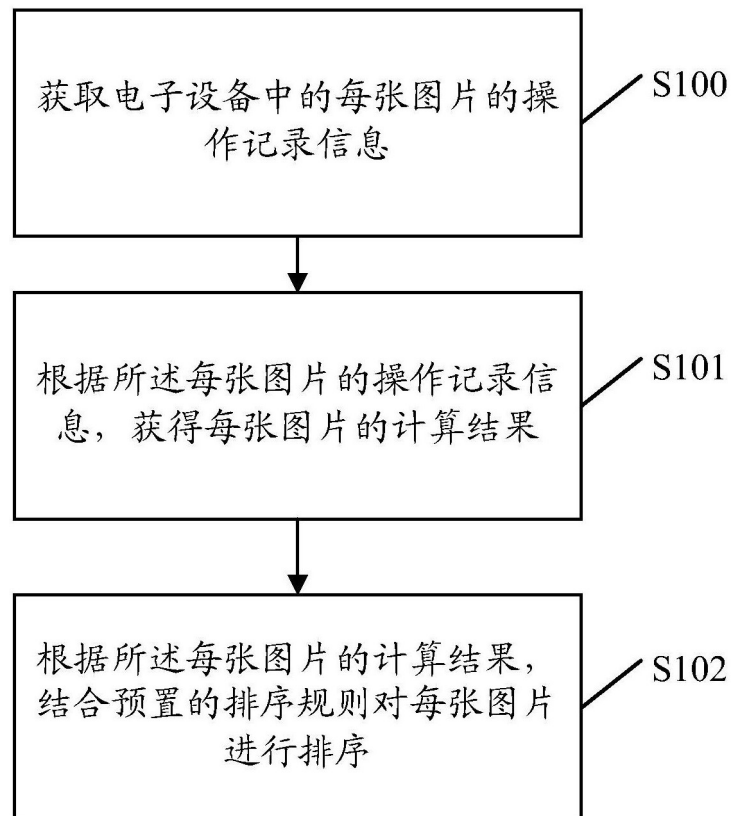 获取电子设备中的每张图片的操
作记录信息
S100
根据所述每张图片的操作记录信
息，获得每张图片的计算结果
S101
根据所述每张图片的计算结果，
结合预置的排序规则对每张图片
进行排序
S102